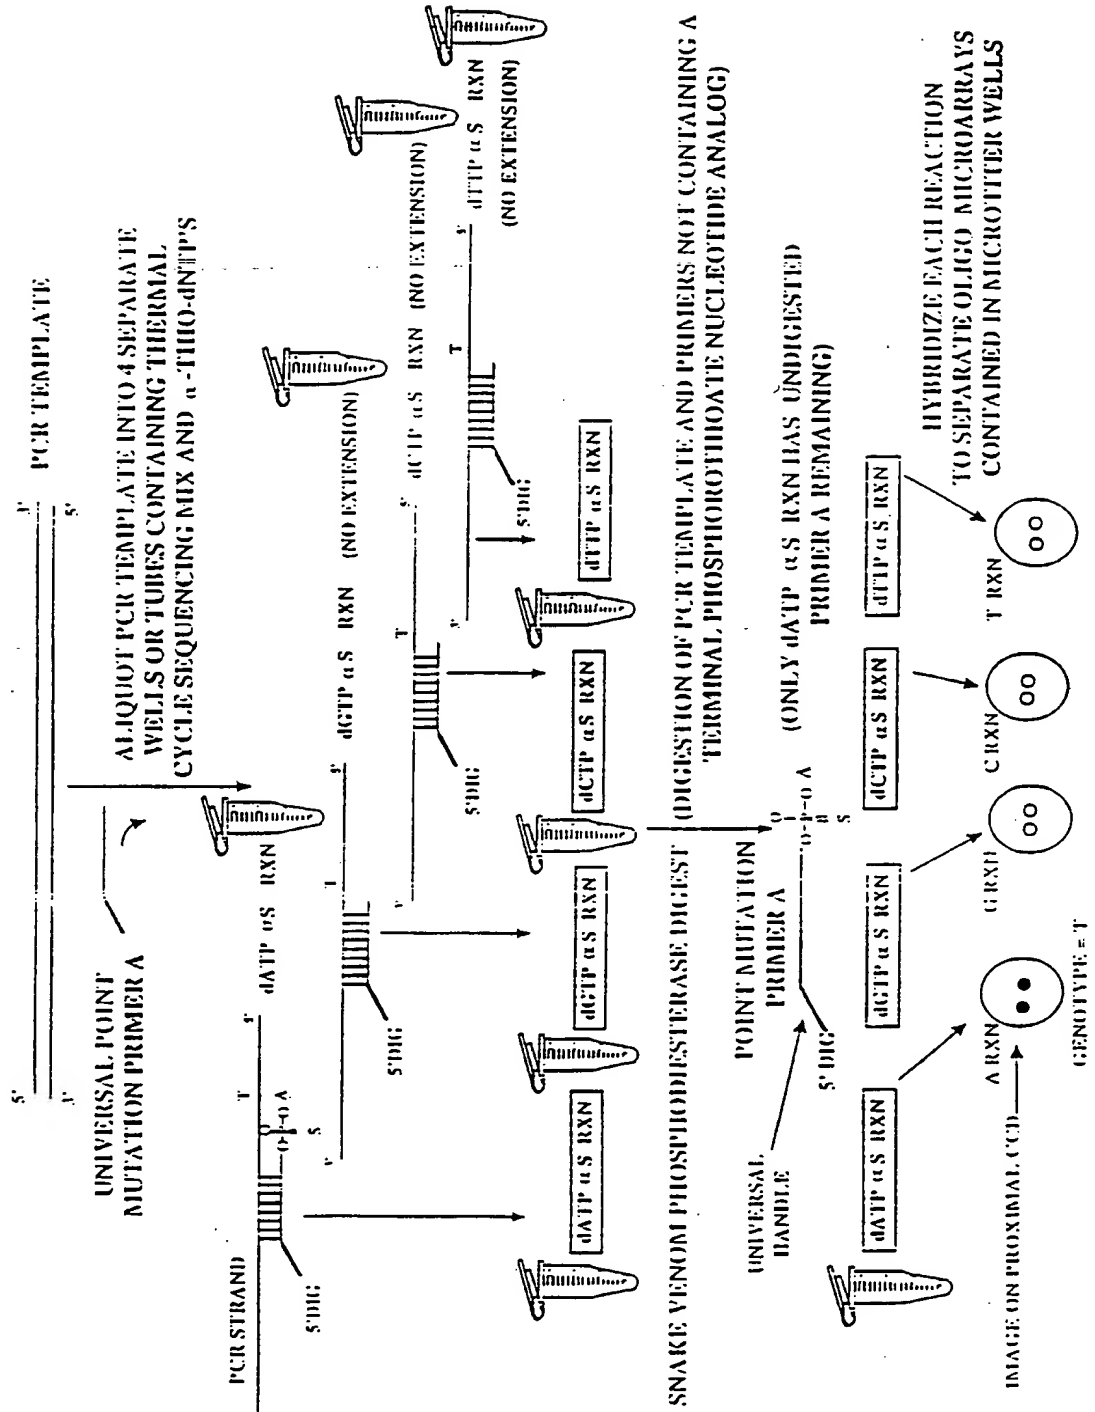 5' 3' PCR TEMPLATE
3' 5'
UNIVERSAL POINT
MUTATION PRIMER A
ALIQUOT PCR TEMPLATE INTO 4 SEPARATE
WELLS OR TUBES CONTAINING THERMAL
CYCLE SEQUENCING MIX AND α-THIO-dNTP'S
PCR STRAND
T
O
O-I-O A
S
5'DIG
dATP αS RXN
T
5'DIG
dGTP αS RXN (NO EXTENSION)
T 5'
5'DIG
dCTP αS RXN (NO EXTENSION)
3' T 5'
5'DIG
dTTP αS RXN
(NO EXTENSION)
dATP αS RXN
dGTP αS RXN
dCTP αS RXN
dTTP αS RXN
SNAKE VENOM PHOSPHODIESTERASE DIGEST
(DIGESTION OF PCR TEMPLATE AND PRIMERS NOT CONTAINING A
TERMINAL PHOSPHOROTHIOATE NUCLEOTIDE ANALOG)
POINT MUTATION
PRIMER A
O
O-I-O A
S
(ONLY dATP αS RXN HAS UNDIGESTED
PRIMER A REMAINING)
UNIVERSAL
HANDLE
5' DIG
dATP αS RXN
dGTP αS RXN
dCTP αS RXN
dTTP αS RXN
HYBRIDIZE EACH REACTION
TO SEPARATE OLIGO MICROARRAYS
CONTAINED IN MICROTITER WELLS
A RXN
G RXN
C RXN
T RXN
IMAGE ON PROXIMAL CCD
GENOTYPE = T